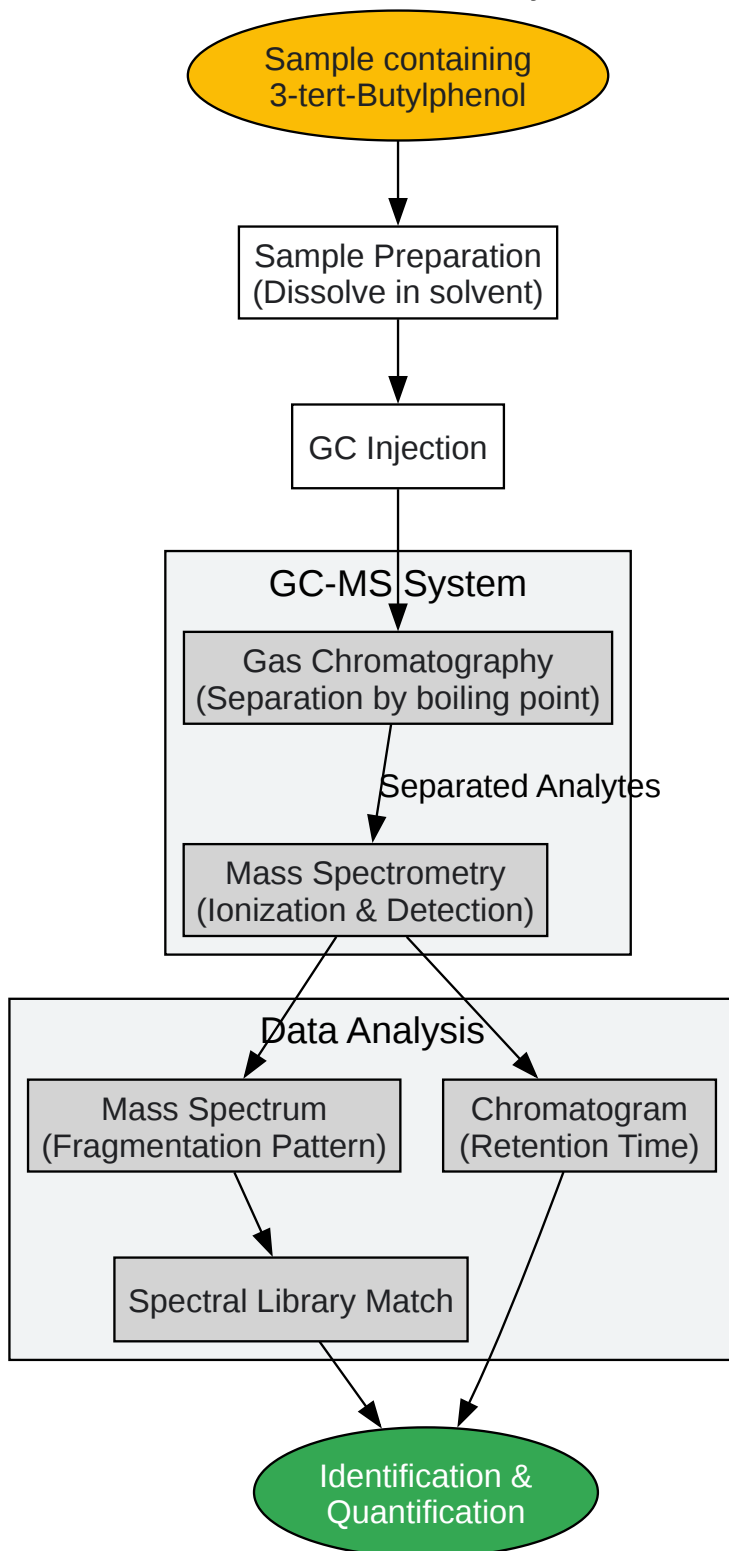 Sample containing
3-tert-Butylphenol
Sample Preparation
(Dissolve in solvent)
GC Injection
GC-MS System
Gas Chromatography
(Separation by boiling point)
Separated Analytes
Mass Spectrometry
(Ionization & Detection)
Data Analysis
Mass Spectrum
(Fragmentation Pattern)
Chromatogram
(Retention Time)
Spectral Library Match
Identification &
Quantification